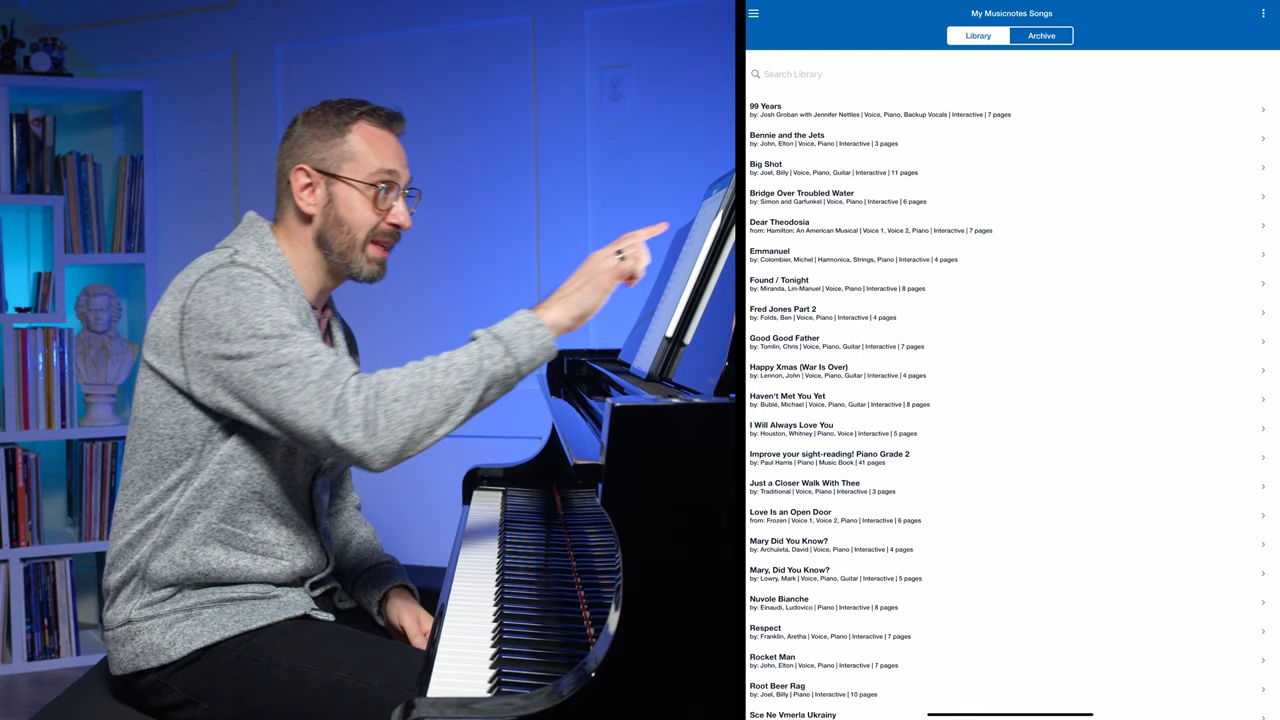 My Musicnotes Songs
Library
Archive
Search Library
99 Years
by: Josh Groban with Jennifer Nettles | Voice, Piano, Backup Vocals | Interactive | 7 pages
Bennie and the Jets
by: John, Elton | Voice, Piano | Interactive | 3 pages
Big Shot
by: Joel, Billy | Voice, Piano, Guitar | Interactive | 11 pages
Bridge Over Troubled Water
by: Simon and Garfunkel | Voice, Piano | Interactive | 6 pages
Dear Theodosia
from: Hamilton: An American Musical | Voice 1, Voice 2, Piano | Interactive | 7 pages
Emmanuel
by: Colombier, Michel | Harmonica, Strings, Piano | Interactive | 4 pages
Found / Tonight
by: Miranda, Lin-Manuel | Voice, Piano | Interactive | 8 pages
Fred Jones Part 2
by: Folds, Ben | Voice, Piano | Interactive | 4 pages
Good Good Father
by: Tomlin, Chris | Voice, Piano, Guitar | Interactive | 7 pages
Happy Xmas (War Is Over)
by: Lennon, John | Voice, Piano, Guitar | Interactive | 4 pages
Haven't Met You Yet
by: Bublé, Michael | Voice, Piano, Guitar | Interactive | 8 pages
I Will Always Love You
by: Houston, Whitney | Piano, Voice | Interactive | 5 pages
Improve your sight-reading! Piano Grade 2
by: Paul Harris | Piano | Music Book | 41 pages
Just a Closer Walk With Thee
by: Traditional | Voice, Piano | Interactive | 3 pages
Love Is an Open Door
from: Frozen | Voice 1, Voice 2, Piano | Interactive | 6 pages
Mary Did You Know?
by: Archuleta, David | Voice, Piano | Interactive | 4 pages
Mary, Did You Know?
by: Lowry, Mark | Voice, Piano, Guitar | Interactive | 5 pages
Nuvole Bianche
by: Einaudi, Ludovico | Piano | Interactive | 8 pages
Respect
by: Franklin, Aretha | Voice, Piano | Interactive | 7 pages
Rocket Man
by: John, Elton | Voice, Piano | Interactive | 7 pages
Root Beer Rag
by: Joel, Billy | Piano | Interactive | 10 pages
Sce Ne Vmerla Ukrainy